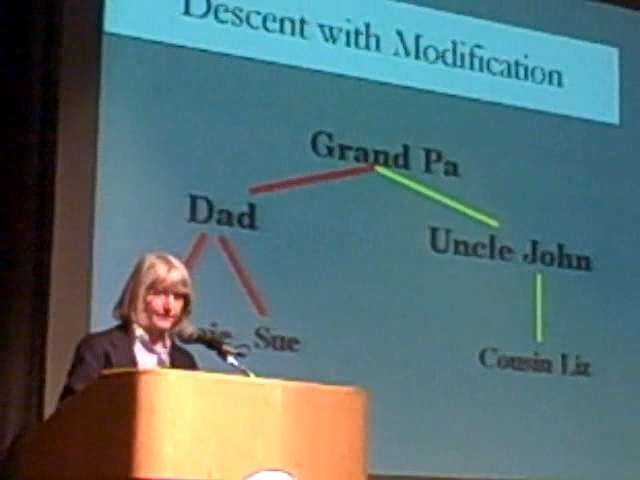 Descent with Modification
Grand Pa
Dad
Uncle John
Sue
Cousin Liz